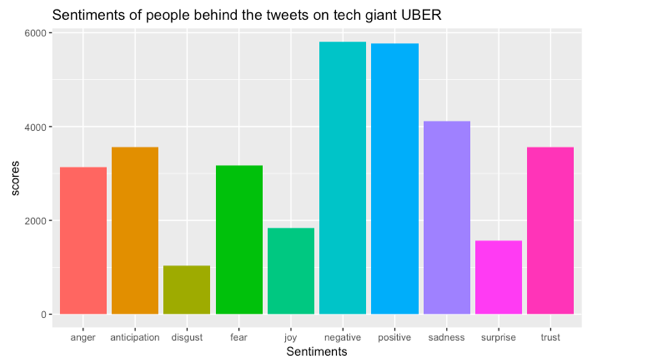 Sentiments of people behind the tweets on tech giant UBER
6000
4000
2000
0
scores
anger anticipation disgust fear joy negative positive sadness surprise trust
Sentiments